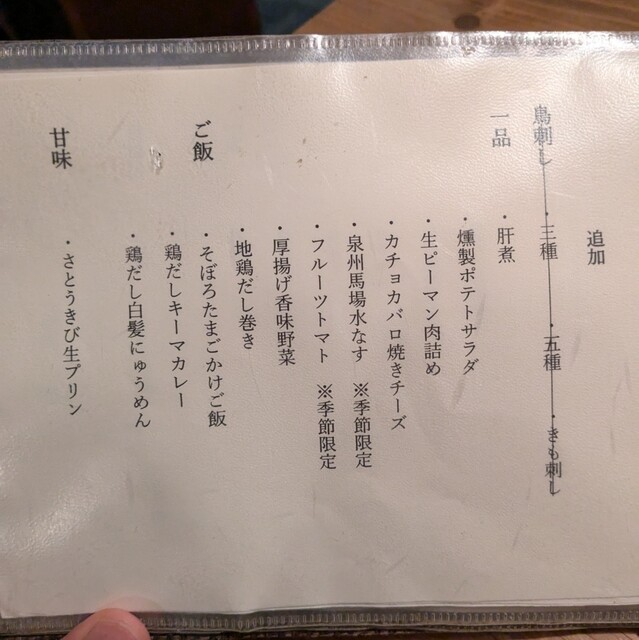 追加
鳥刺し ・三種 ・五種 ・きも刺し
一品 ・肝煮
・燻製ポテトサラダ
・生ピーマン肉詰め
・カチョカバロ焼きチーズ
・泉州馬場水なす ※季節限定
・フルーツトマト ※季節限定
・厚揚げ香味野菜
・地鶏だし巻き
ご飯 ・そぼろたまごかけご飯
・鶏だしキーマカレー
・鶏だし白髪にゅうめん
甘味 ・さとうきび生プリン